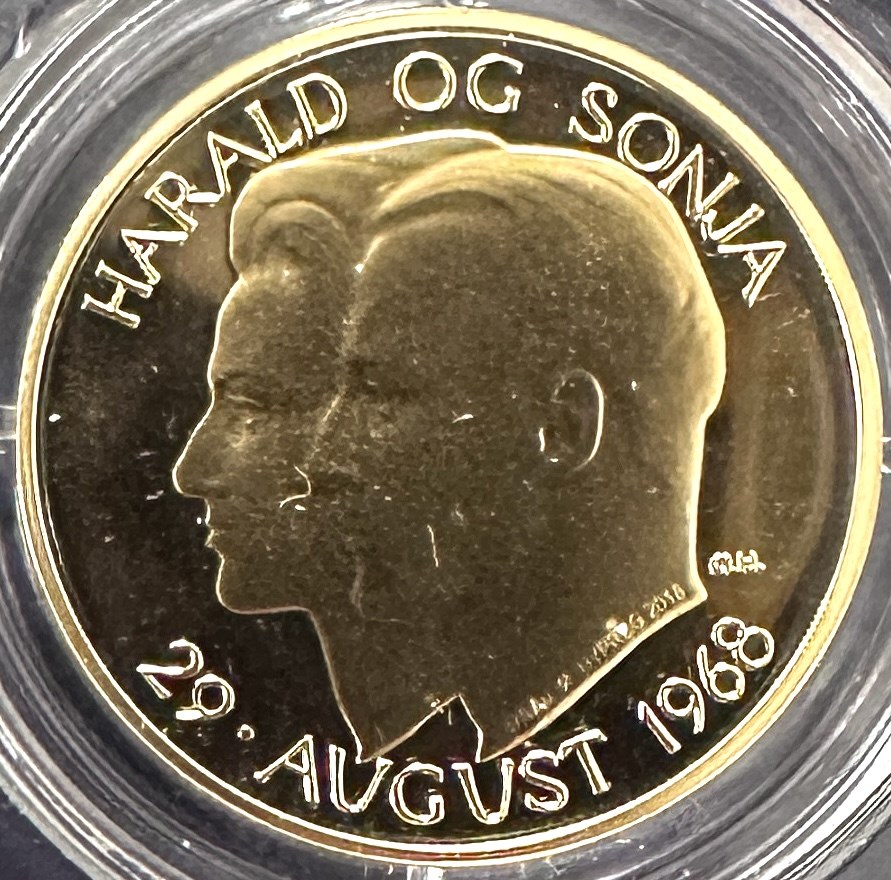 HARALD OG SONJA
29. AUGUST 1968